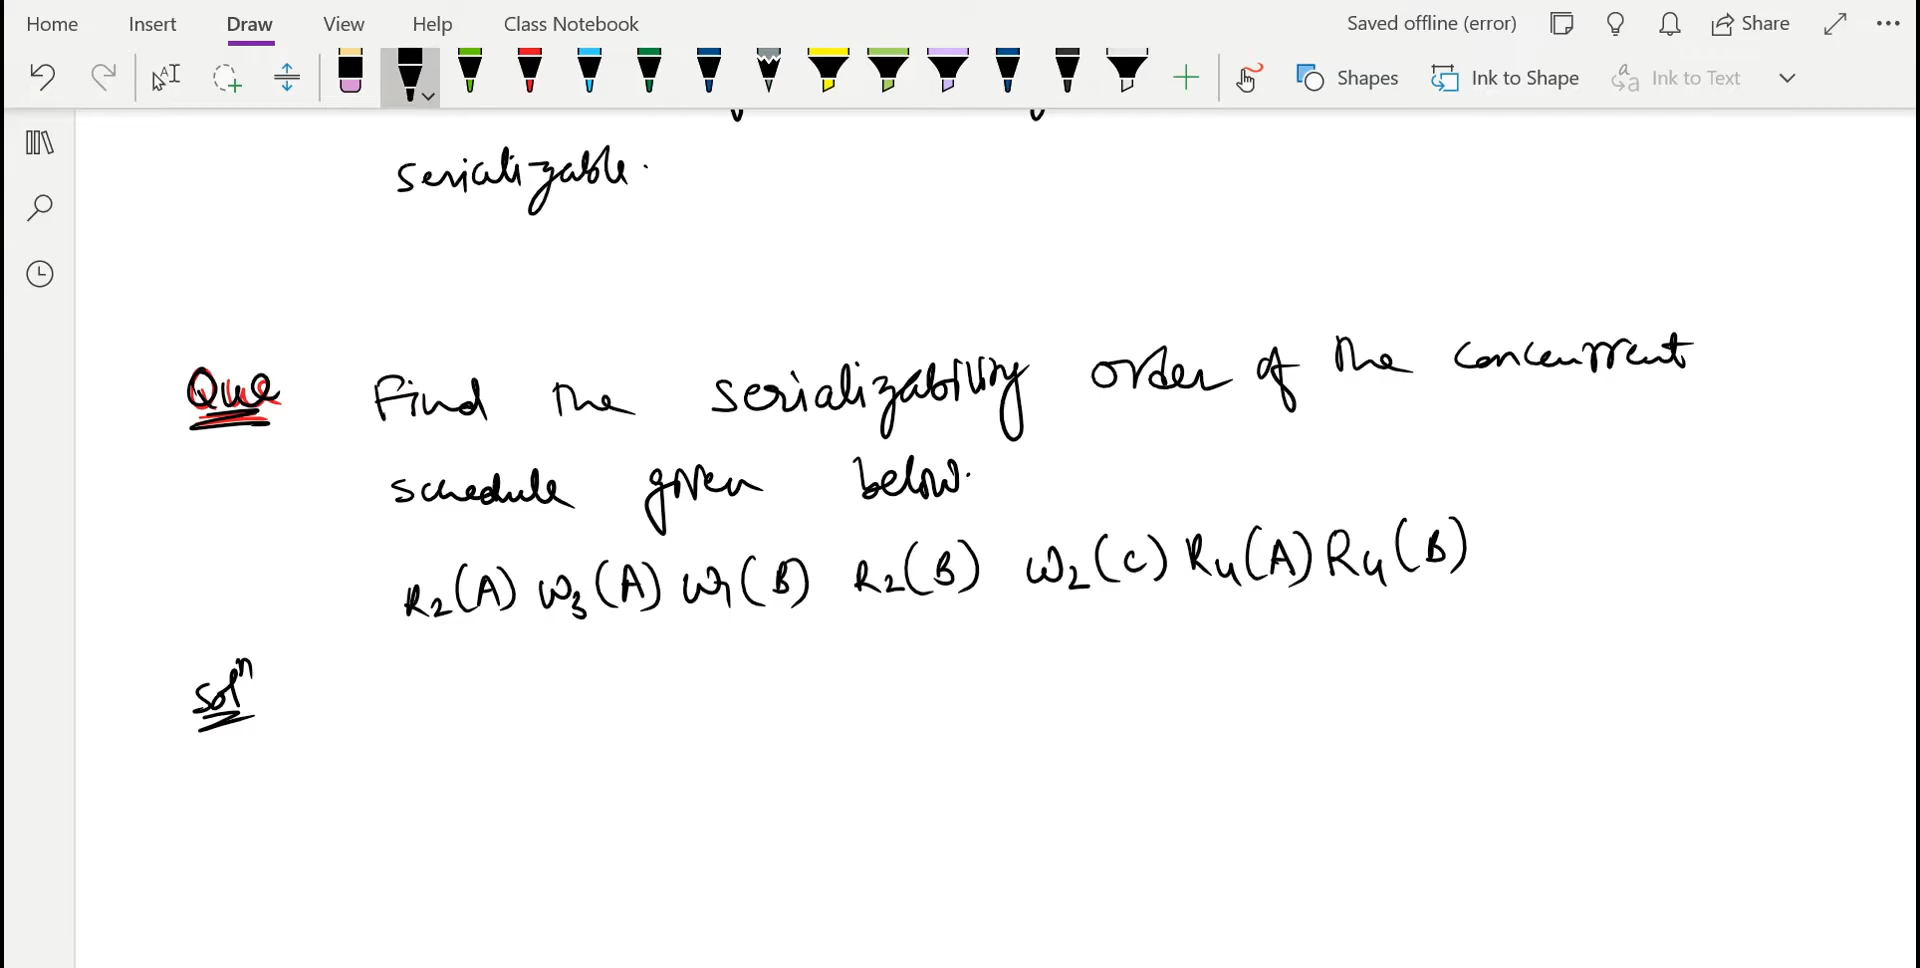 Home Insert Draw View Help Class Notebook Saved offline (error) Share
Shapes Ink to Shape Ink to Text
serializable.
Que Find the serializability order of the concurrent
schedule given below.
R2(A) W3(A) W1(B) R2(B) W2(C) R4(A) R4(B)
Solⁿ